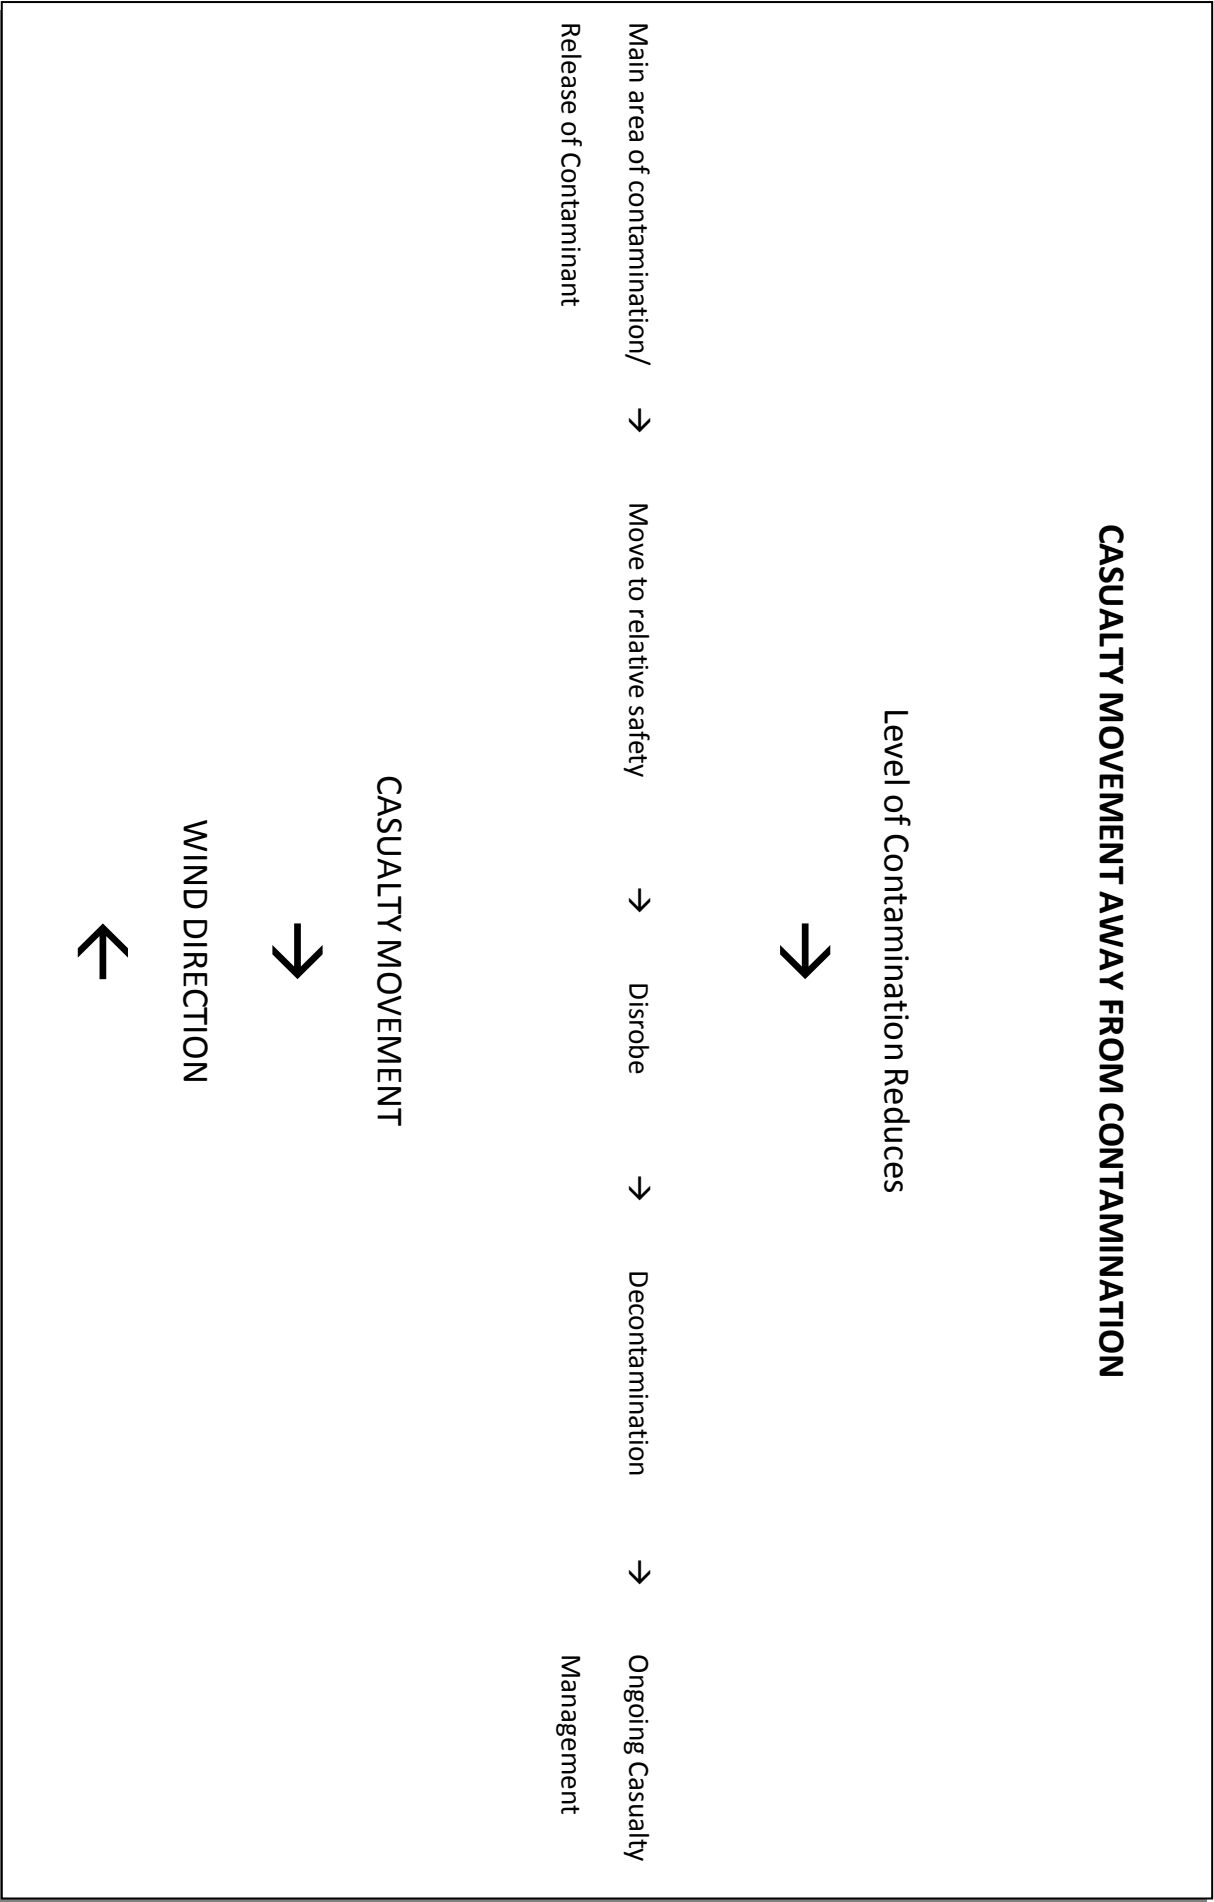 CASUALTY MOVEMENT AWAY FROM CONTAMINATION
Level of Contamination Reduces
→
Main area of contamination/ → Move to relative safety → Disrobe → Decontamination → Ongoing Casualty
Release of Contaminant Management
CASUALTY MOVEMENT
→
WIND DIRECTION
←